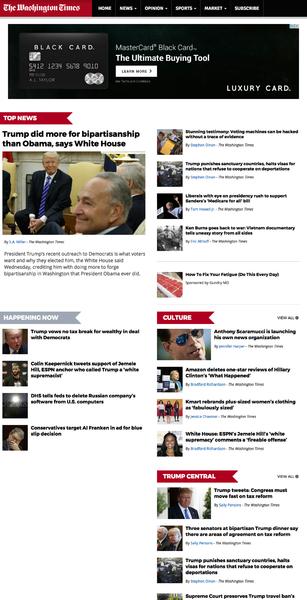 The Washington Times
HOME
NEWS
OPINION
SPORTS
MARKET
SUBSCRIBE
BLACK CARD.
5412 1234 5678 9010
A.L. TAYLOR
MasterCard® Black Card™
The Ultimate Buying Tool
LEARN MORE
LUXURY CARD.
TOP NEWS
Trump did more for bipartisanship
than Obama, says White House
By S.A. Miller - The Washington Times
President Trump's recent outreach to Democrats is what voters
want and why they elected him, the White House said
Wednesday, crediting him with doing more to forge
bipartisanship in Washington that President Obama ever did.
Stunning testimony: Voting machines can be hacked
without a trace of evidence
By Stephen Dinan - The Washington Times
Trump punishes sanctuary countries, halts visas for
nations that refuse to cooperate on deportations
By Stephen Dinan - The Washington Times
Liberals with eye on presidency rush to support
Sanders's 'Medicare for all' bill
By Tom Howell Jr. - The Washington Times
Ken Burns goes back to war: Vietnam documentary
tells uneasy story from all sides
By Eric Althoff - The Washington Times
How To Fix Your Fatigue (Do This Every Day)
Sponsored by Gundry MD
HAPPENING NOW
Trump vows no tax break for wealthy in deal
with Democrats
Colin Kaepernick tweets support of Jemele Hill,
ESPN anchor who called Trump a 'white
supremacist'
DHS tells feds to delete Russian company's
software from U.S. computers
Conservatives target Al Franken in ad for blue
slip decision
CULTURE
VIEW ALL
Anthony Scaramucci is launching
his own news organization
By Jennifer Harper - The Washington Times
Amazon deletes one-star reviews of Hillary
Clinton's 'What Happened'
By Bradford Richardson - The Washington Times
Kmart rebrands plus-sized women's clothing
as 'fabulously sized'
By Jessica Chasmar - The Washington Times
White House: ESPN's Jemele Hill's 'white
supremacy' comments a 'fireable offense'
By Bradford Richardson - The Washington Times
TRUMP CENTRAL
VIEW ALL
Trump tweets: Congress must
move fast on tax reform
By Sally Persons - The Washington Times
Three senators at bipartisan Trump dinner say
there are areas of agreement on tax reform
By Sally Persons - The Washington Times
Trump punishes sanctuary countries, halts
visas for nations that refuse to cooperate on
deportations
By Stephen Dinan - The Washington Times
Supreme Court preserves Trump travel ban's